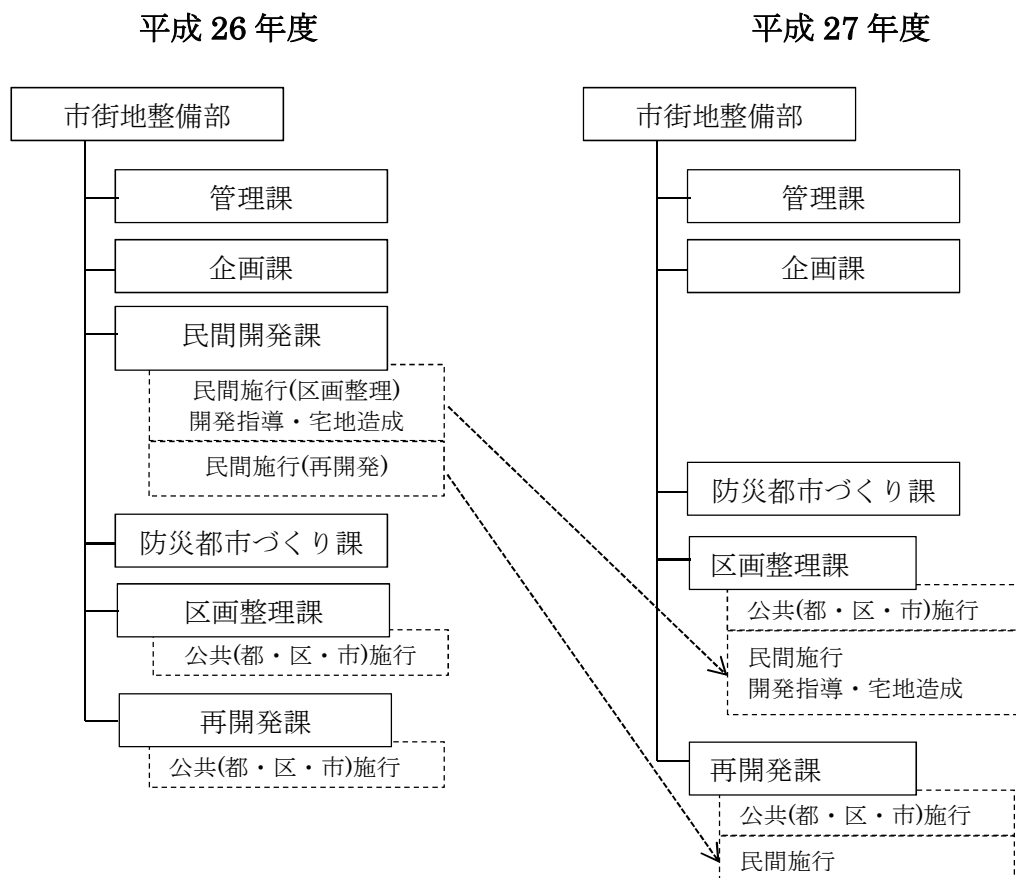 平成 26 年度
市街地整備部
管理課
企画課
民間開発課
民間施行(区画整理)
開発指導・宅地造成
民間施行(再開発)
防災都市づくり課
区画整理課
公共(都・区・市)施行
再開発課
公共(都・区・市)施行
平成 27 年度
市街地整備部
管理課
企画課
防災都市づくり課
区画整理課
公共(都・区・市)施行
民間施行
開発指導・宅地造成
再開発課
公共(都・区・市)施行
民間施行